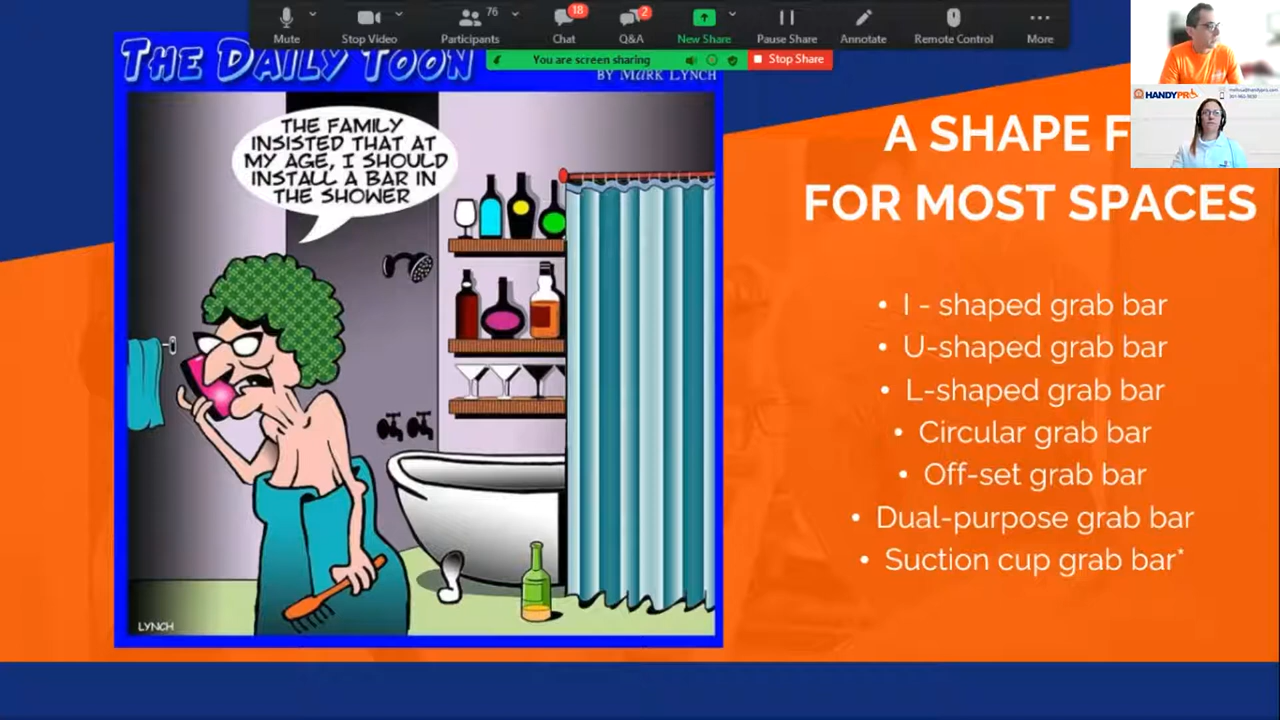 76
18
2
Mute
Stop Video
Participants
Chat
Q&A
New Share
Pause Share
Annotate
Remote Control
More
You are screen sharing
Stop Share
THE DAILY TOON
BY MARK LYNCH
THE FAMILY
INSISTED THAT AT
MY AGE, I SHOULD
INSTALL A BAR IN
THE SHOWER
LYNCH
HANDYPRO
A SHAPE F
FOR MOST SPACES
• I - shaped grab bar
• U-shaped grab bar
• L-shaped grab bar
• Circular grab bar
• Off-set grab bar
• Dual-purpose grab bar
• Suction cup grab bar*